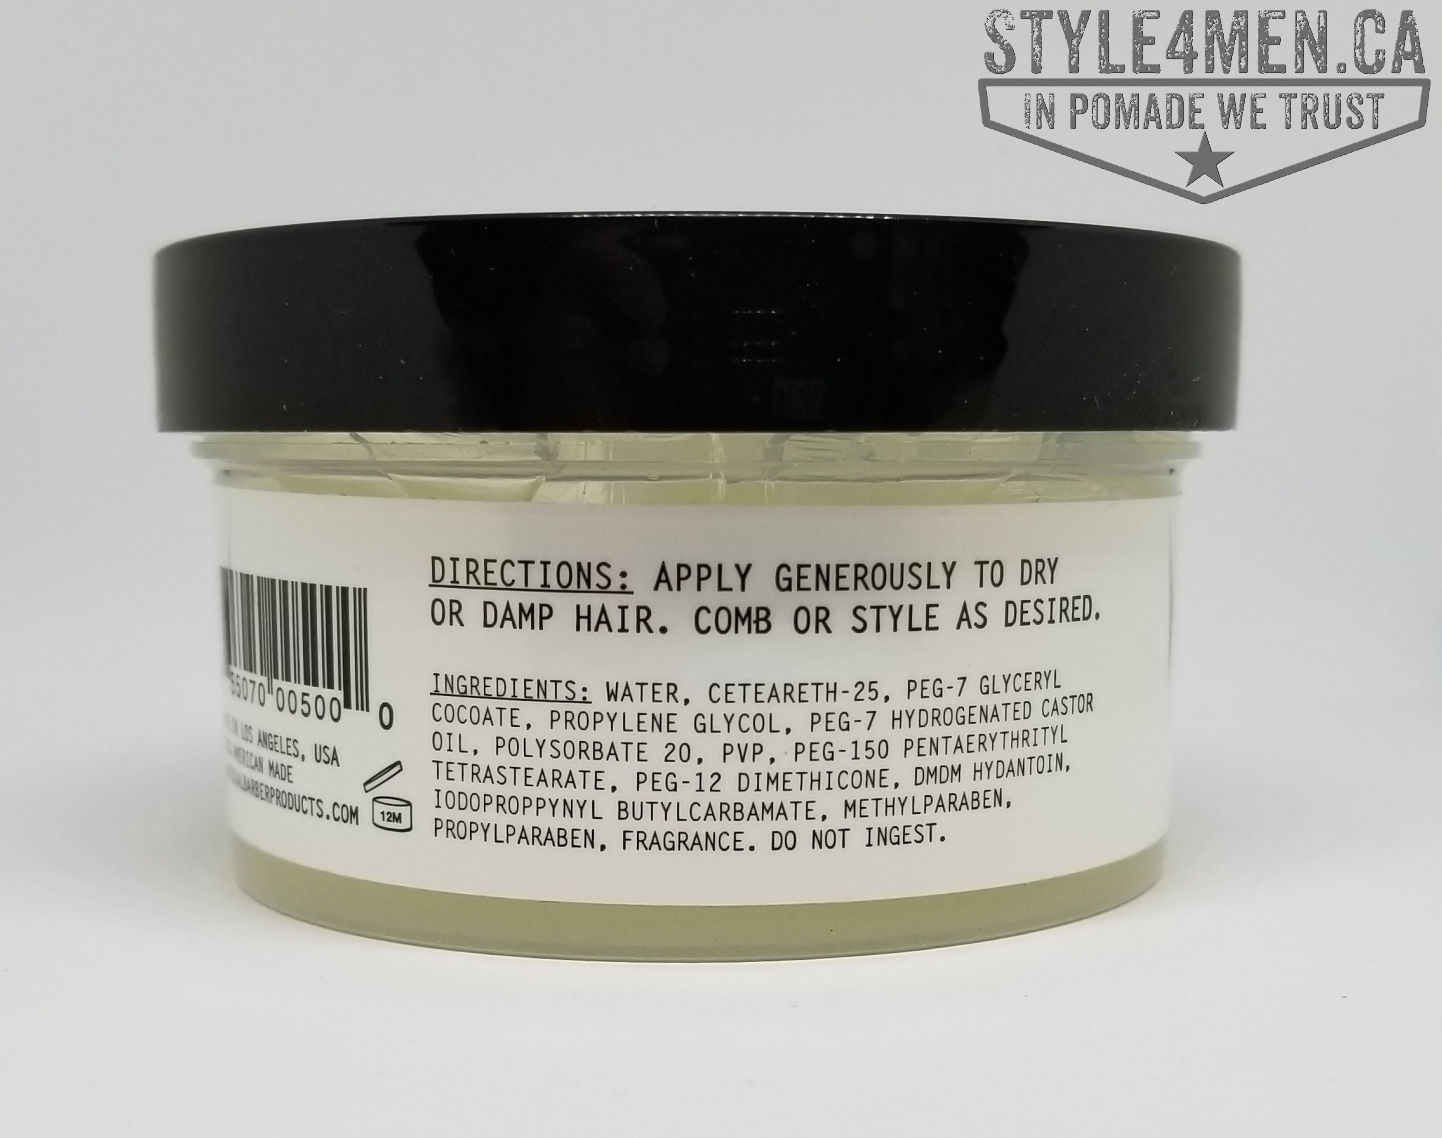 STYLE4MEN.CA
IN POMADE WE TRUST
DIRECTIONS: APPLY GENEROUSLY TO DRY
OR DAMP HAIR. COMB OR STYLE AS DESIRED.
INGREDIENTS: WATER, CETEARETH-25, PEG-7 GLYCERYL
COCOATE, PROPYLENE GLYCOL, PEG-7 HYDROGENATED CASTOR
OIL, POLYSORBATE 20, PVP, PEG-150 PENTAERYTHRITYL
TETRASTEARATE, PEG-12 DIMETHICONE, DMDM HYDANTOIN,
IODOPROPPYNYL BUTYLCARBAMATE, METHYLPARABEN,
PROPYLPARABEN, FRAGRANCE. DO NOT INGEST.
55070 00500 0
LOS ANGELES, USA
AMERICAN MADE
BARBERPRODUCTS.COM
12M